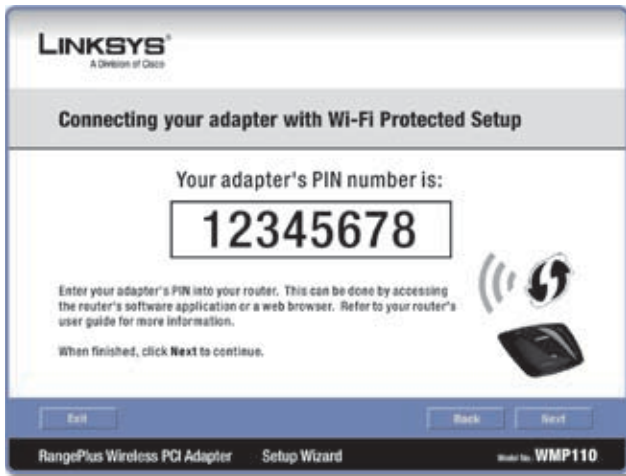 LINKSYS®
A Division of Cisco
Connecting your adapter with Wi-Fi Protected Setup
Your adapter's PIN number is:
12345678
Enter your adapter's PIN into your router. This can be done by accessing
the router's software application or a web browser. Refer to your router's
user guide for more information.
When finished, click Next to continue.
Exit
Back
Next
RangePlus Wireless PCI Adapter Setup Wizard Model No. WMP110